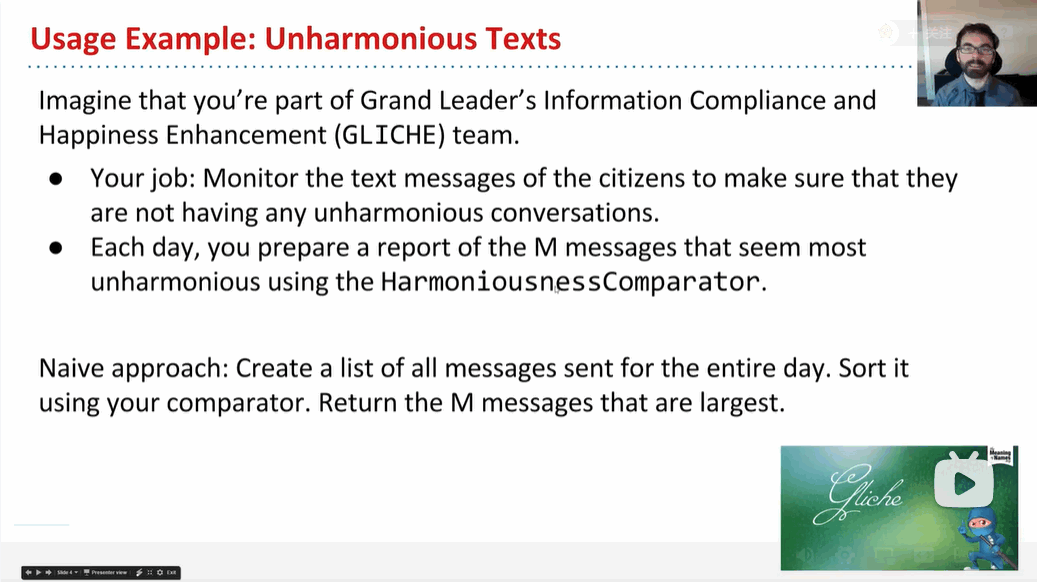 Usage Example: Unharmonious Texts
+ 关注
Imagine that you’re part of Grand Leader’s Information Compliance and
Happiness Enhancement (GLICHE) team.
● Your job: Monitor the text messages of the citizens to make sure that they
are not having any unharmonious conversations.
● Each day, you prepare a report of the M messages that seem most
unharmonious using the HarmoniousnessComparator.
Naive approach: Create a list of all messages sent for the entire day. Sort it
using your comparator. Return the M messages that are largest.
Meaning
Names
Gliche
Slide 4
Presenter view
Exit